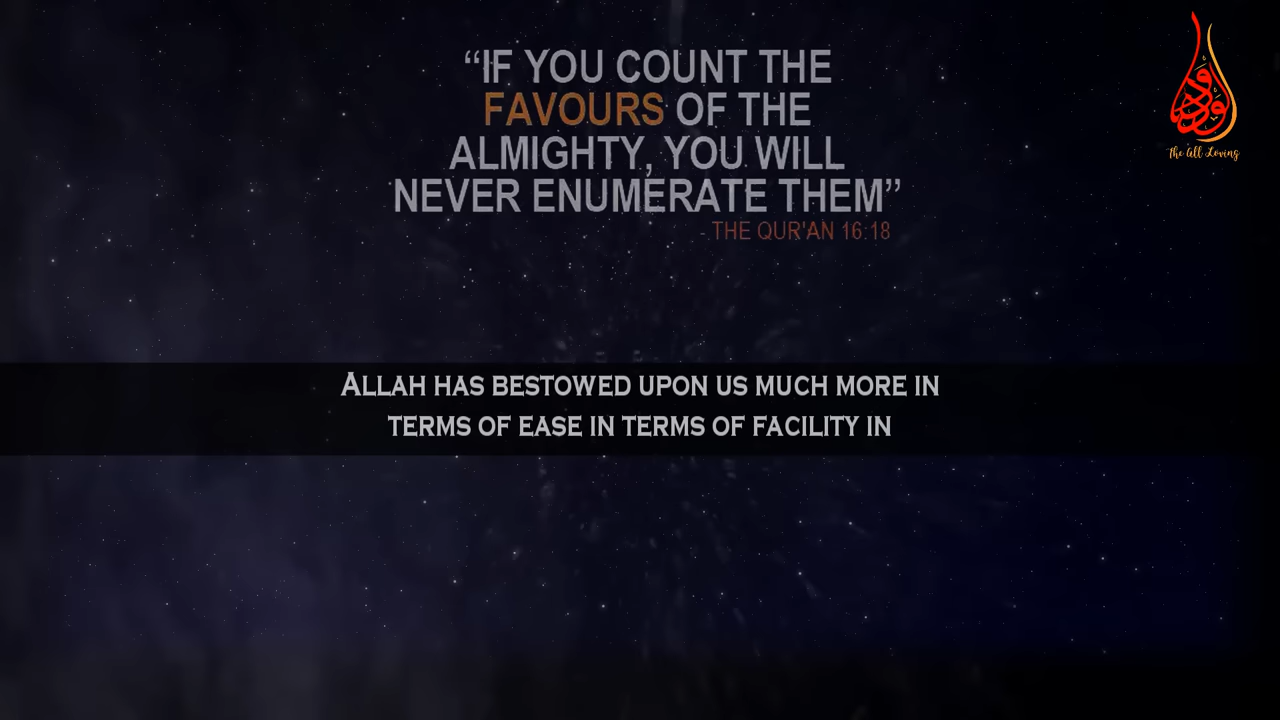 “IF YOU COUNT THE
FAVOURS OF THE
ALMIGHTY, YOU WILL
NEVER ENUMERATE THEM”
- THE QUR'AN 16:18
الودود
The All Loving
ALLAH HAS BESTOWED UPON US MUCH MORE IN
TERMS OF EASE IN TERMS OF FACILITY IN